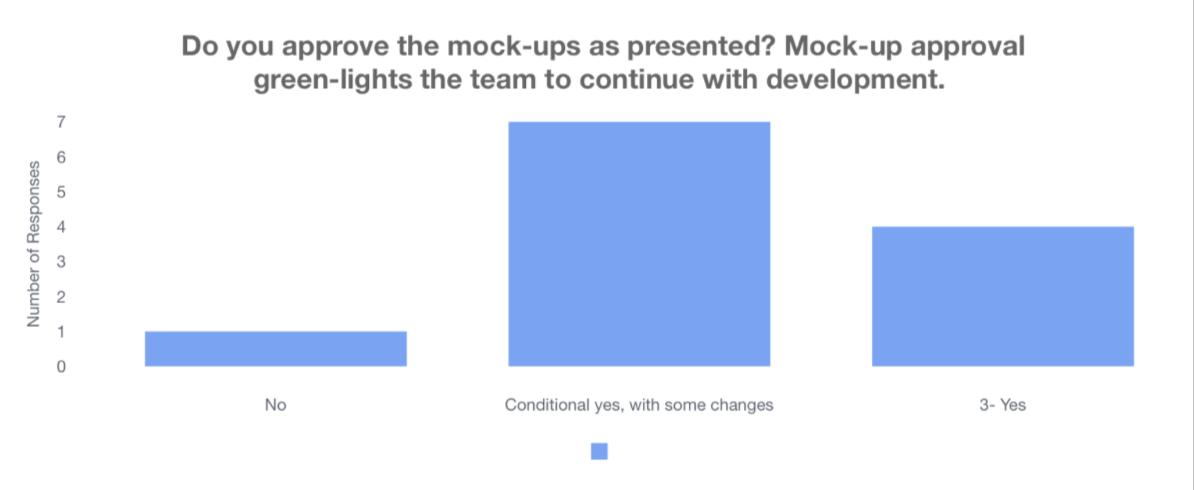 Do you approve the mock-ups as presented? Mock-up approval
green-lights the team to continue with development.
Number of Responses
7
6
5
4
3
2
1
0
No
Conditional yes, with some changes
3- Yes